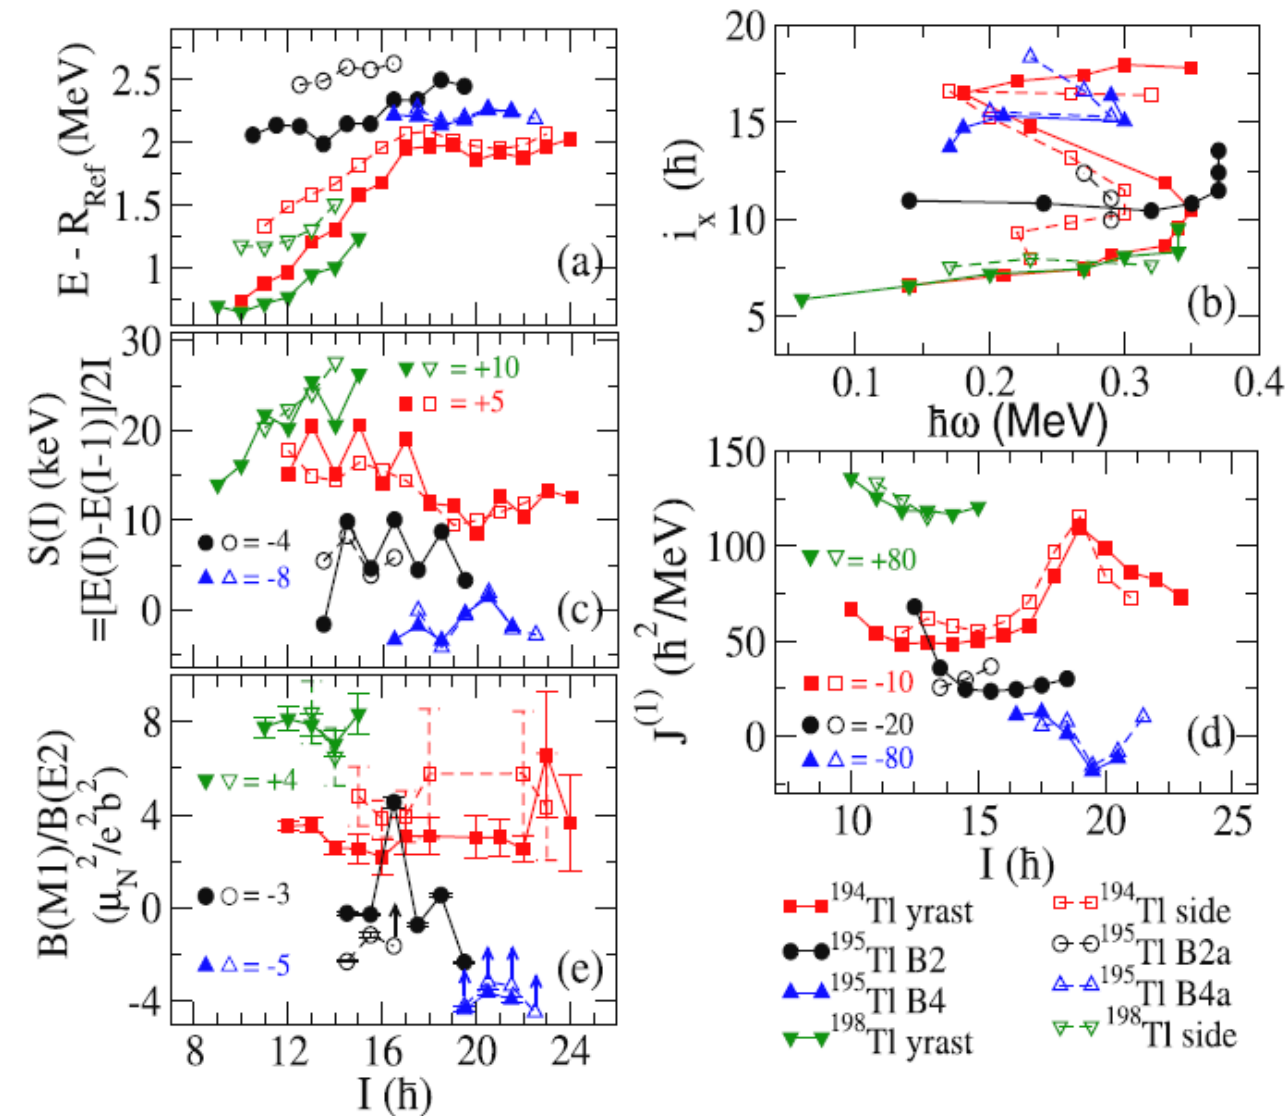 E - R_Ref (MeV)
2.5
2
1.5
1
(a)
S(I) (keV)
=[E(I)-E(I-1)]/2I
30
20
10
0
▼ ▽ = +10
■ □ = +5
● ○ = -4
▲ △ = -8
(c)
B(M1)/B(E2)
(μ_N^2/e^2b^2)
8
4
0
-4
▼ ▽ = +4
● ○ = -3
▲ △ = -5
(e)
8 12 16 20 24
I (ħ)
i_x (ħ)
20
15
10
5
(b)
0.1 0.2 0.3 0.4
ħω (MeV)
J^(1) (ħ^2/MeV)
150
100
50
0
▼ ▽ = +80
■ □ = -10
● ○ = -20
▲ △ = -80
(d)
10 15 20 25
I (ħ)
^194Tl yrast
^195Tl B2
^195Tl B4
^198Tl yrast
^194Tl side
^195Tl B2a
^195Tl B4a
^198Tl side